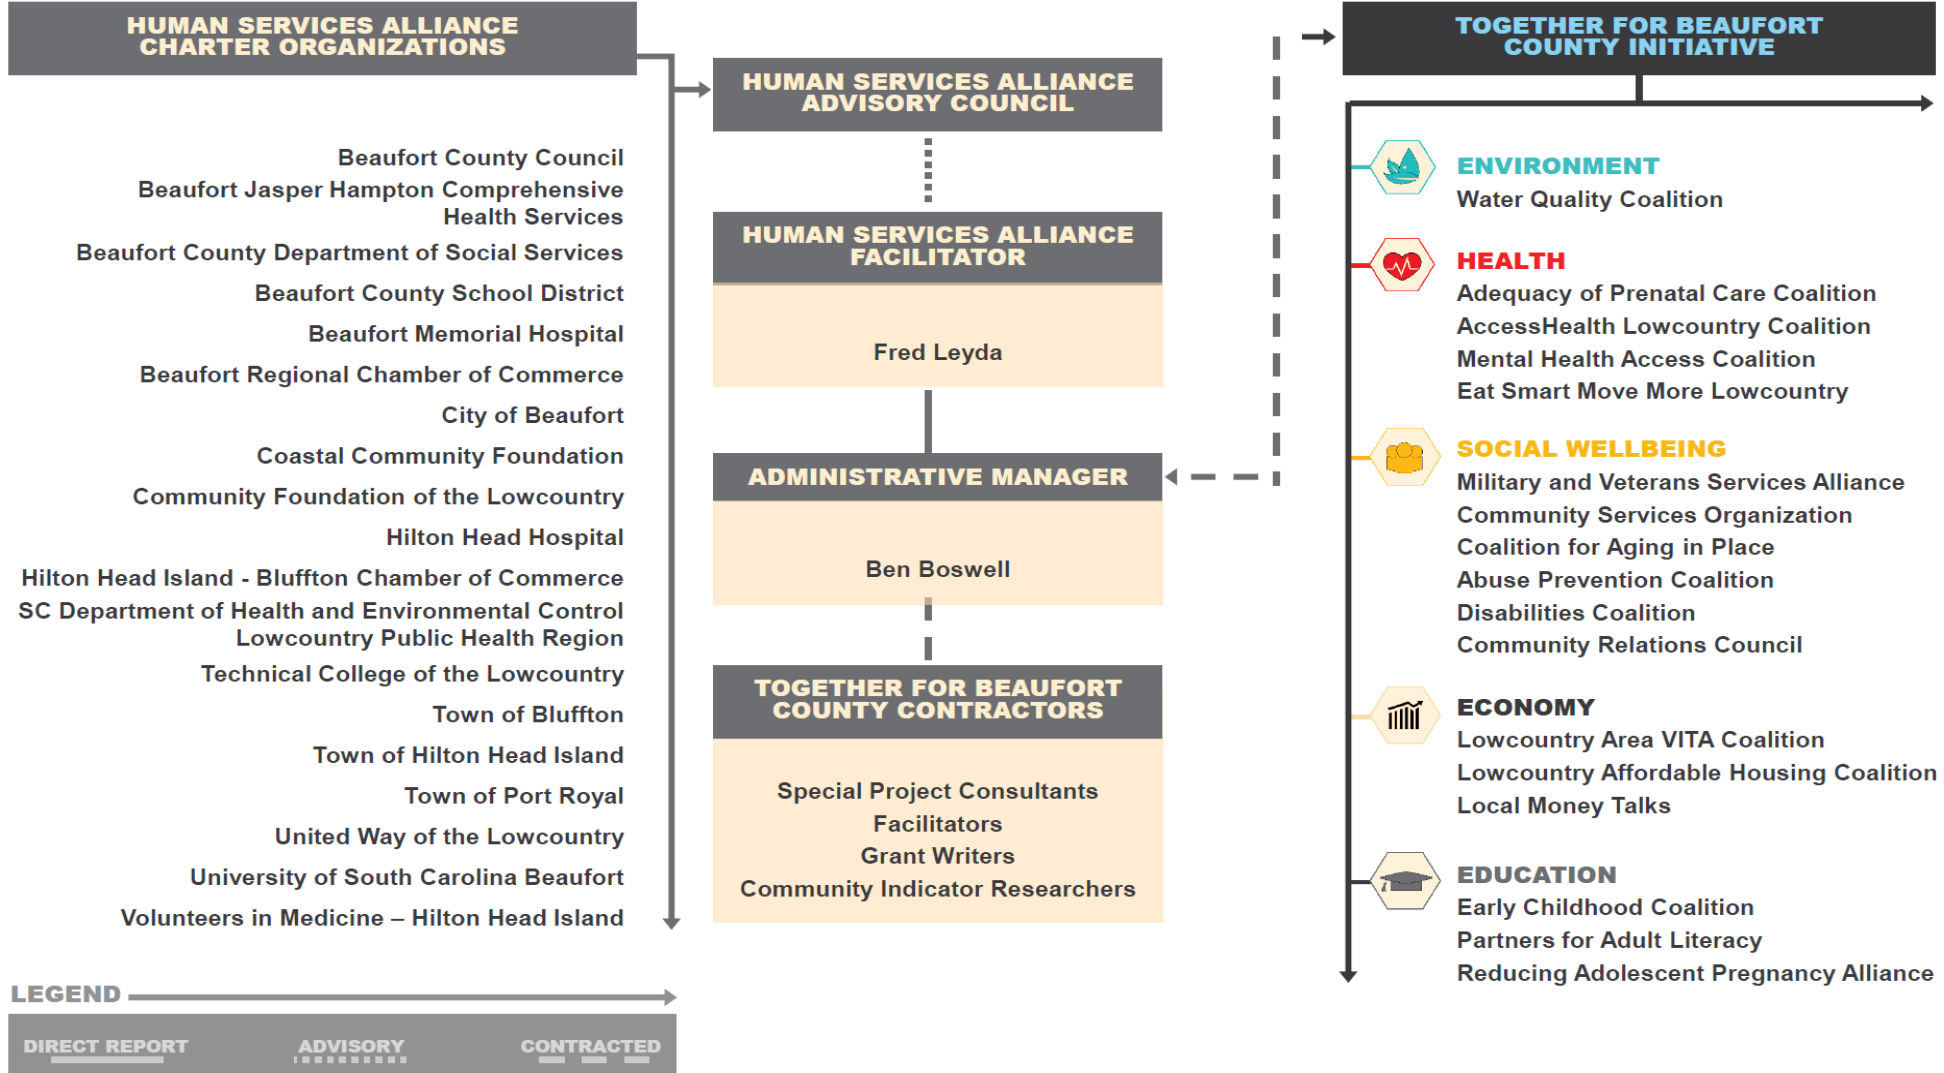 HUMAN SERVICES ALLIANCE
CHARTER ORGANIZATIONS
Beaufort County Council
Beaufort Jasper Hampton Comprehensive
Health Services
Beaufort County Department of Social Services
Beaufort County School District
Beaufort Memorial Hospital
Beaufort Regional Chamber of Commerce
City of Beaufort
Coastal Community Foundation
Community Foundation of the Lowcountry
Hilton Head Hospital
Hilton Head Island - Bluffton Chamber of Commerce
SC Department of Health and Environmental Control
Lowcountry Public Health Region
Technical College of the Lowcountry
Town of Bluffton
Town of Hilton Head Island
Town of Port Royal
United Way of the Lowcountry
University of South Carolina Beaufort
Volunteers in Medicine – Hilton Head Island
LEGEND
DIRECT REPORT
ADVISORY
CONTRACTED
HUMAN SERVICES ALLIANCE
ADVISORY COUNCIL
HUMAN SERVICES ALLIANCE
FACILITATOR
Fred Leyda
ADMINISTRATIVE MANAGER
Ben Boswell
TOGETHER FOR BEAUFORT
COUNTY CONTRACTORS
Special Project Consultants
Facilitators
Grant Writers
Community Indicator Researchers
TOGETHER FOR BEAUFORT
COUNTY INITIATIVE
ENVIRONMENT
Water Quality Coalition
HEALTH
Adequacy of Prenatal Care Coalition
AccessHealth Lowcountry Coalition
Mental Health Access Coalition
Eat Smart Move More Lowcountry
SOCIAL WELLBEING
Military and Veterans Services Alliance
Community Services Organization
Coalition for Aging in Place
Abuse Prevention Coalition
Disabilities Coalition
Community Relations Council
ECONOMY
Lowcountry Area VITA Coalition
Lowcountry Affordable Housing Coalition
Local Money Talks
EDUCATION
Early Childhood Coalition
Partners for Adult Literacy
Reducing Adolescent Pregnancy Alliance